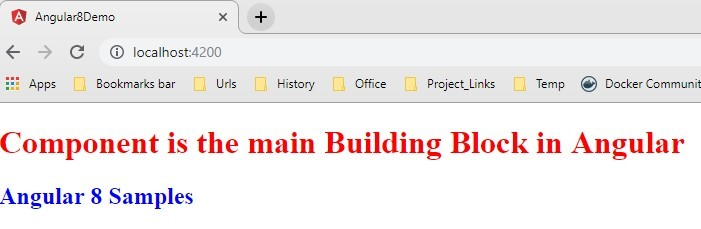 Angular8Demo
localhost:4200
Apps Bookmarks bar Urls History Office Project_Links Temp Docker Communit
Component is the main Building Block in Angular
Angular 8 Samples